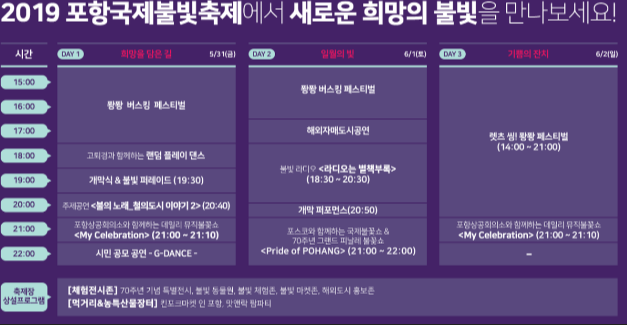 2019 포항국제불빛축제에서 새로운 희망의 불빛을 만나보세요!
시간
DAY 1 희망을 담은 길 5/31(금)
DAY 2 일월의 빛 6/1(토)
DAY 3 기쁨의 잔치 6/2(일)
15:00
16:00
17:00
18:00
19:00
20:00
21:00
22:00
쾅쾅 버스킹 페스티벌
고퇴경과 함께하는 랜덤 플레이 댄스
개막식 & 불빛 퍼레이드 (19:30)
주제공연 <불의 노래_철의도시 이야기 2> (20:40)
포항상공회의소와 함께하는 데일리 뮤직불꽃쇼
<My Celebration> (21:00 ~ 21:10)
시민 공모 공연 - G-DANCE -
쾅쾅 버스킹 페스티벌
해외자매도시공연
불빛 라디오 <라디오는 별책부록>
(18:30 ~ 20:30)
개막 퍼포먼스(20:50)
포스코와 함께하는 국제불꽃쇼 &
70주년 그랜드 피날레 불꽃쇼
<Pride of POHANG> (21:00 ~ 22:00)
렛츠 씽! 쾅쾅 페스티벌
(14:00 ~ 21:00)
포항상공회의소와 함께하는 데일리 뮤직불꽃쇼
<My Celebration> (21:00 ~ 21:10)
–
축제장
상설프로그램
[체험전시존] 70주년 기념 특별전시, 불빛 동물원, 불빛 체험존, 불빛 마켓존, 해외도시 홍보존
[먹거리&농특산물장터] 킨포크마켓 인 포항, 맛앤락 팜파티